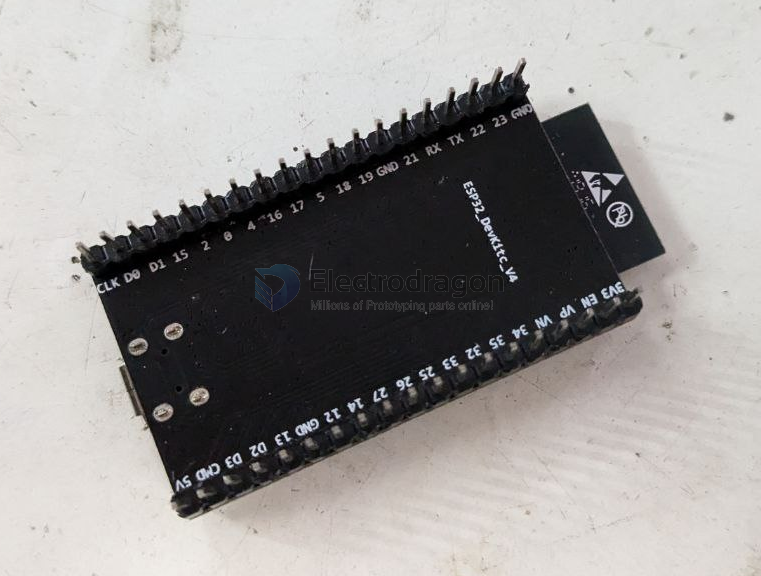 CLK D0 D1 15 2 0 4 16 17 5 18 19 GND 21 RX TX 22 23 GND
ESP32_DevKitc_V4
Pb
Electrodragon
Millions of Prototyping parts online!
5V CMD D3 D2 13 GND 12 14 27 26 25 33 32 35 34 VN VP EN 3V3